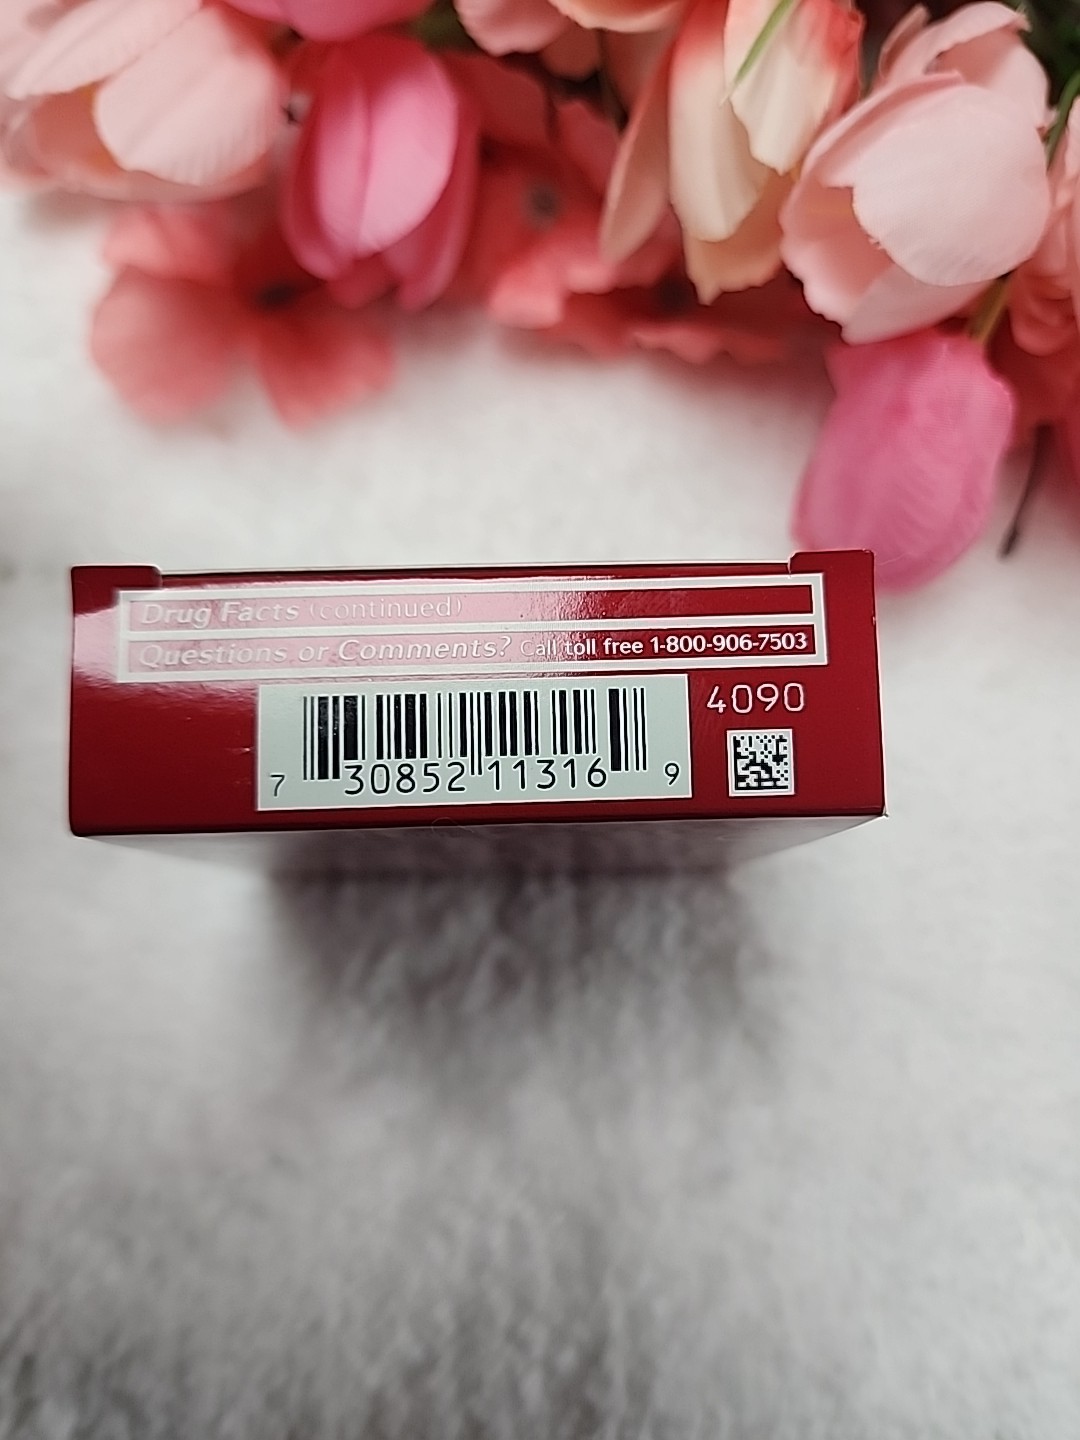 Drug Facts (continued)
Questions or Comments? Call toll free 1-800-906-7503
4090
7 30852 11316 9